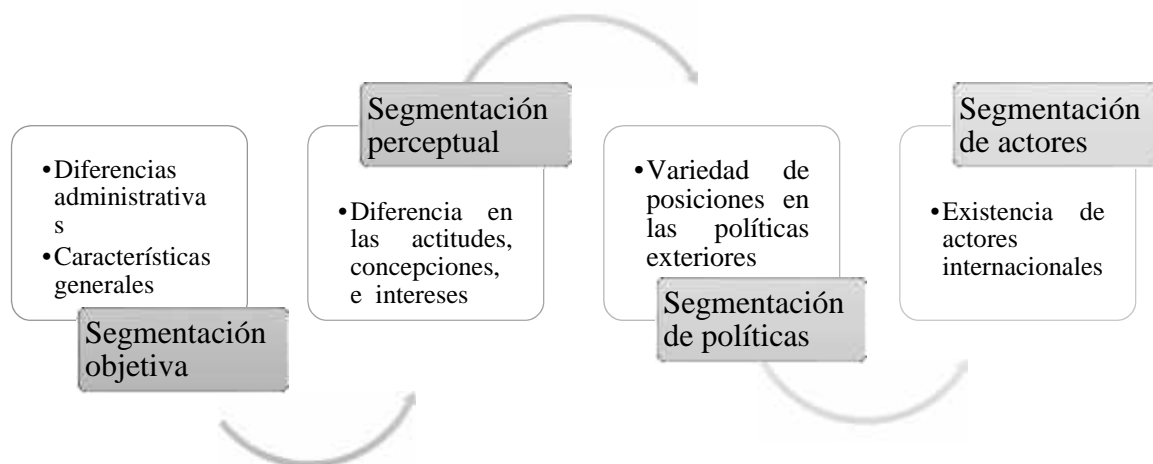 •Diferencias
administrativa
s
•Características
generales
Segmentación
objetiva
Segmentación
perceptual
•Diferencia en
las actitudes,
concepciones,
e intereses
•Variedad de
posiciones en
las políticas
exteriores
Segmentación
de políticas
Segmentación
de actores
•Existencia de
actores
internacionales